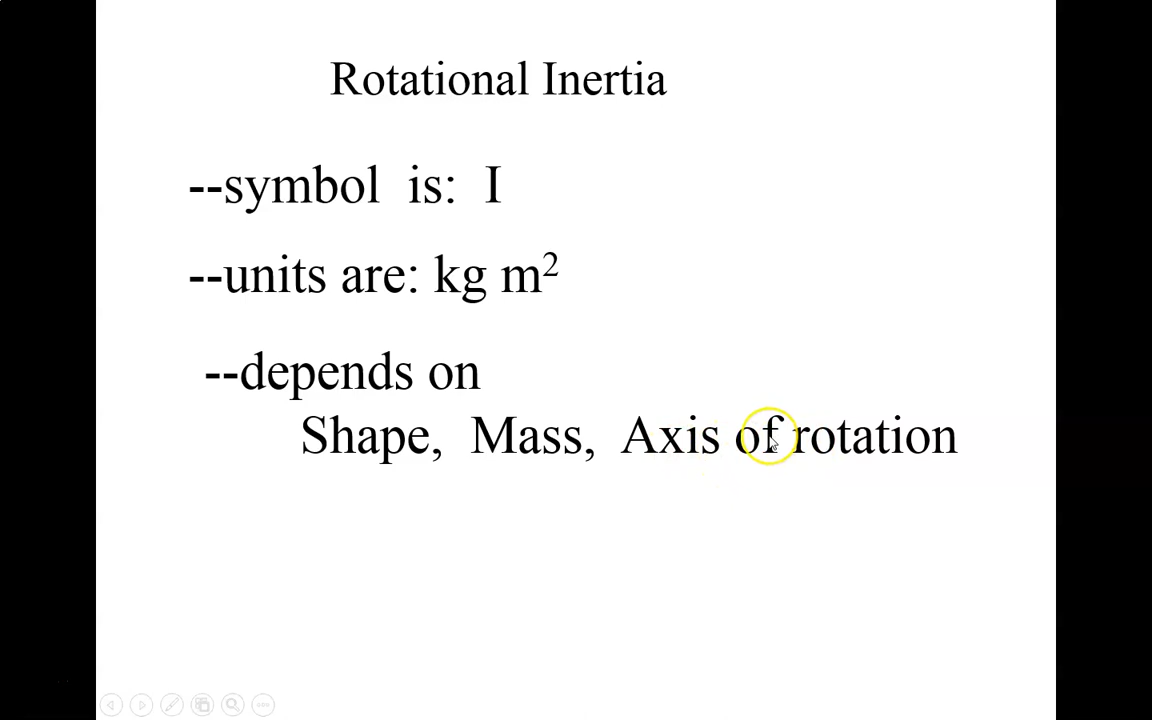 Rotational Inertia
--symbol is: I
--units are: kg m²
--depends on
Shape, Mass, Axis of rotation